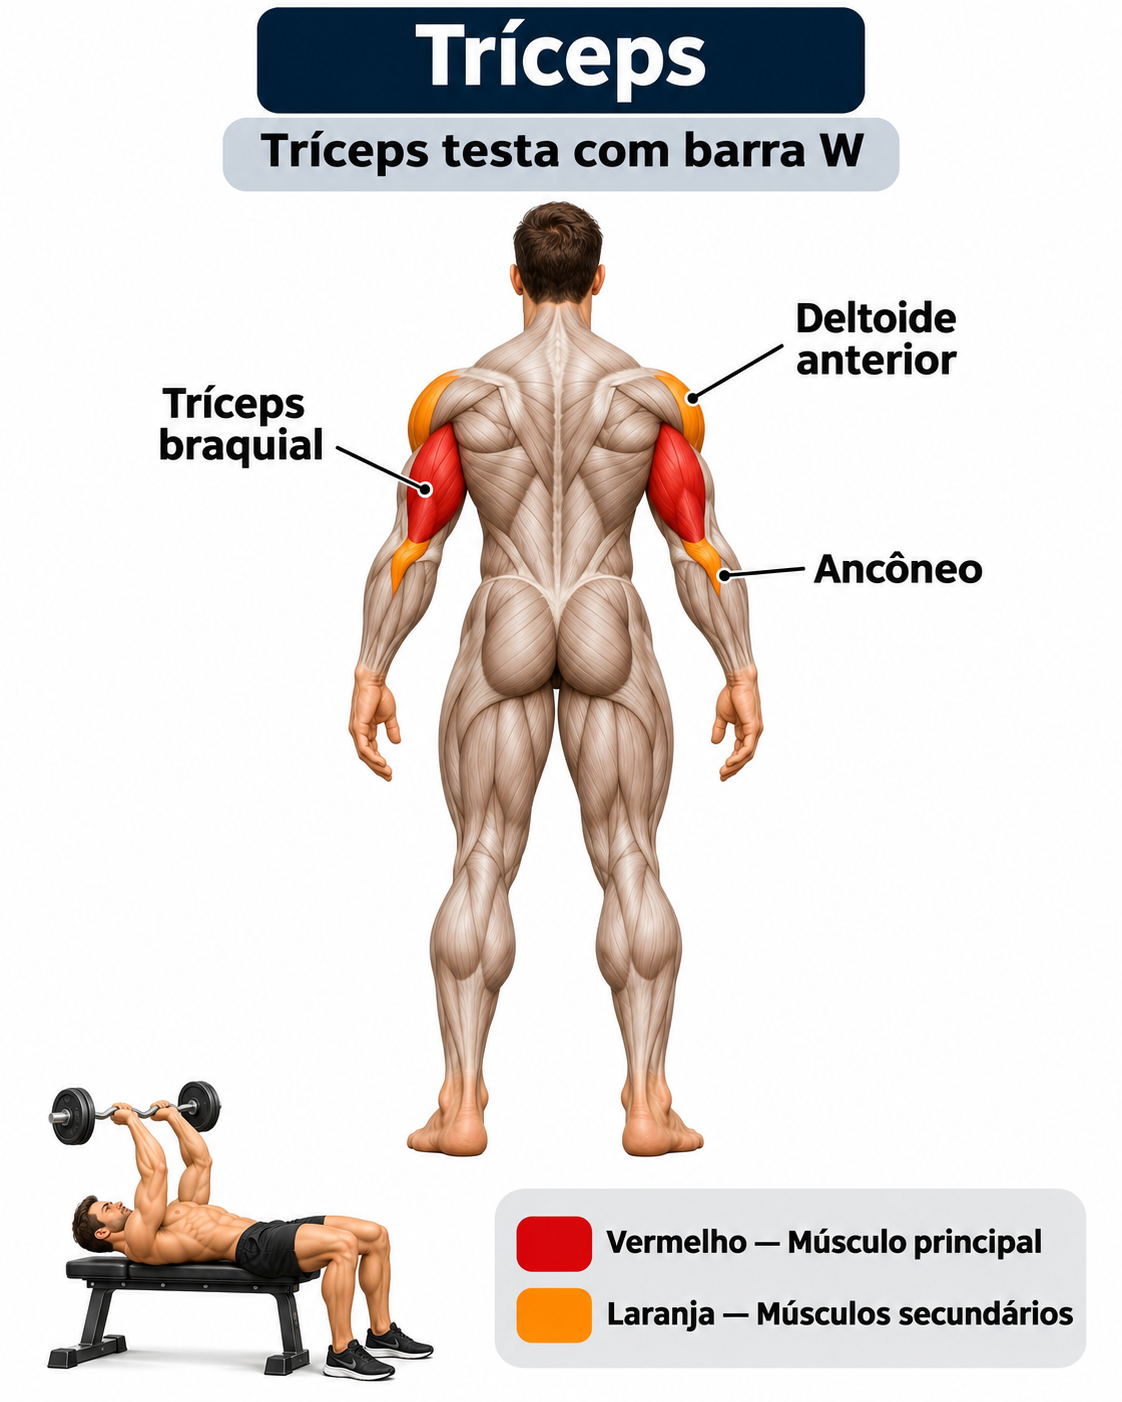 Tríceps
Tríceps testa com barra W
Deltoide
anterior
Tríceps
braquial
Ancôneo
Vermelho — Músculo principal
Laranja — Músculos secundários